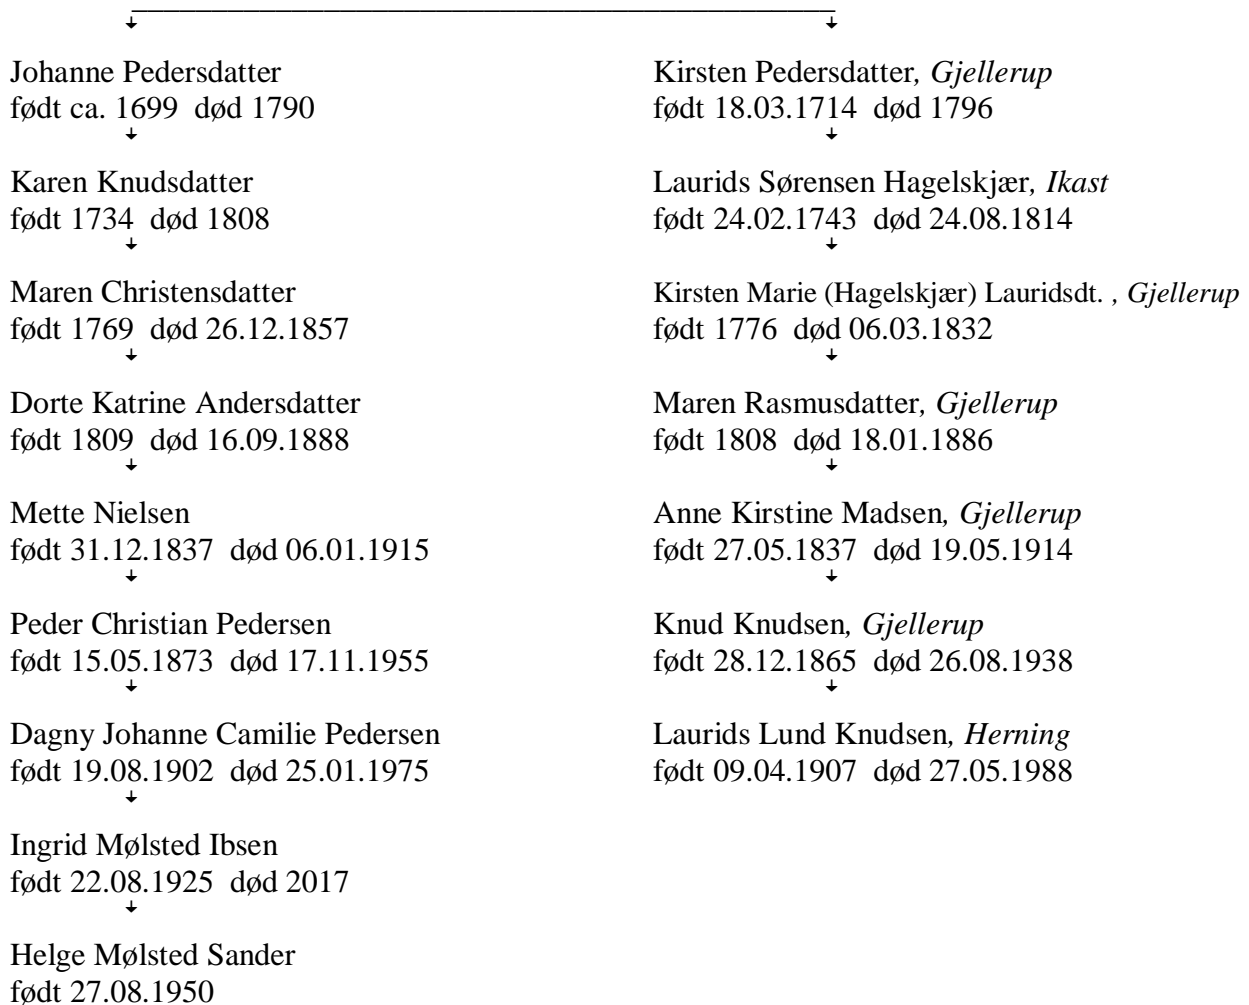 Johanne Pedersdatter
født ca. 1699 død 1790
Karen Knudsdatter
født 1734 død 1808
Maren Christensdatter
født 1769 død 26.12.1857
Dorte Katrine Andersdatter
født 1809 død 16.09.1888
Mette Nielsen
født 31.12.1837 død 06.01.1915
Peder Christian Pedersen
født 15.05.1873 død 17.11.1955
Dagny Johanne Camilie Pedersen
født 19.08.1902 død 25.01.1975
Ingrid Mølsted Ibsen
født 22.08.1925 død 2017
Helge Mølsted Sander
født 27.08.1950
Kirsten Pedersdatter, Gjellerup
født 18.03.1714 død 1796
Laurids Sørensen Hagelskjær, Ikast
født 24.02.1743 død 24.08.1814
Kirsten Marie (Hagelskjær) Lauridsdt. , Gjellerup
født 1776 død 06.03.1832
Maren Rasmusdatter, Gjellerup
født 1808 død 18.01.1886
Anne Kirstine Madsen, Gjellerup
født 27.05.1837 død 19.05.1914
Knud Knudsen, Gjellerup
født 28.12.1865 død 26.08.1938
Laurids Lund Knudsen, Herning
født 09.04.1907 død 27.05.1988